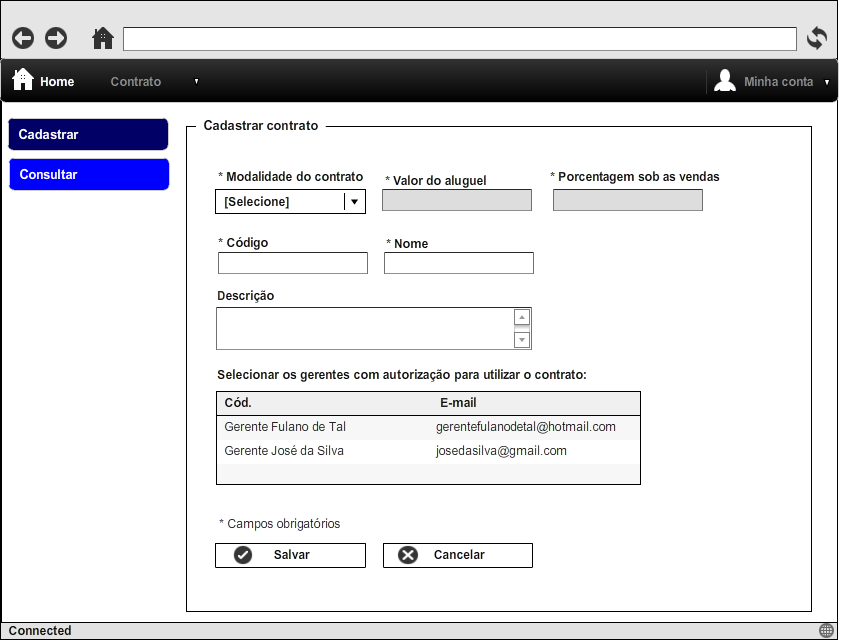 Home Contrato Minha conta
Cadastrar
Consultar
Cadastrar contrato
* Modalidade do contrato * Valor do aluguel * Porcentagem sob as vendas
[Selecione]
* Código * Nome
Descrição
Selecionar os gerentes com autorização para utilizar o contrato:
Cód. E-mail
Gerente Fulano de Tal gerentefulanodetal@hotmail.com
Gerente José da Silva josedasilva@gmail.com
* Campos obrigatórios
Salvar Cancelar
Connected